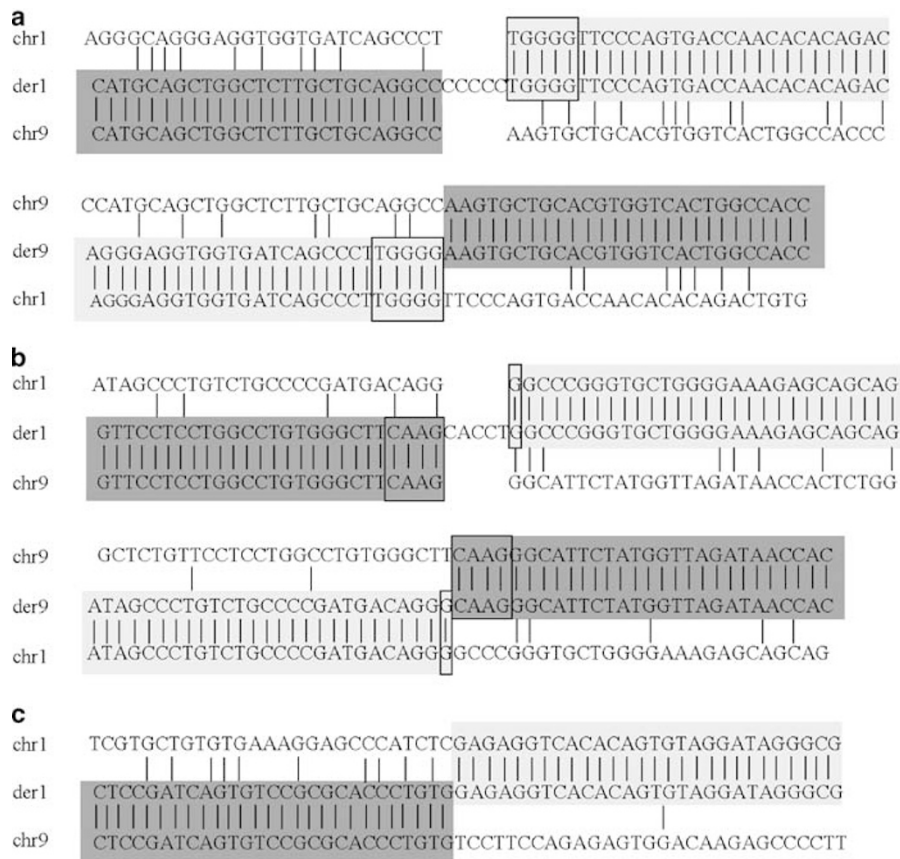 a
chr1 AGGGCAGGGAGGTGGTGATCAGCCCT TGGGGTTCCCAGTGACCAACACACAGAC
der1 CATGCAGCTGGCTCTTGCTGCAGGCCCCCCCTGGGGTTCCCAGTGACCAACACACAGAC
chr9 CATGCAGCTGGCTCTTGCTGCAGGCC AAGTGCTGCACGTGGTCACTGGCCACCC
chr9 CCATGCAGCTGGCTCTTGCTGCAGGCCAAGTGCTGCACGTGGTCACTGGCCACC
der9 AGGGAGGTGGTGATCAGCCCTTGGGGAAGTGCTGCACGTGGTCACTGGCCACC
chr1 AGGGAGGTGGTGATCAGCCCTTGGGGTTCCCAGTGACCAACACACAGACTGTG
b
chr1 ATAGCCCTGTCTGCCCCGATGACAGG GGCCCGGGTGCTGGGGAAAGAGCAGCAG
der1 GTTCCTCCTGGCCTGTGGGCTTCAAGCACCTGGCCCGGGTGCTGGGGAAAGAGCAGCAG
chr9 GTTCCTCCTGGCCTGTGGGCTTCAAG GGCATTCTATGGTTAGATAACCACTCTGG
chr9 GCTCTGTTCCTCCTGGCCTGTGGGCTTCAAGGGCATTCTATGGTTAGATAACCAC
der9 ATAGCCCTGTCTGCCCCGATGACAGGGCAAGGGCATTCTATGGTTAGATAACCAC
chr1 ATAGCCCTGTCTGCCCCGATGACAGGGGCCCGGGTGCTGGGGAAAGAGCAGCAG
c
chr1 TCGTGCTGTGTGAAAGGAGCCCATCTCGAGAGGTCACACAGTGTAGGATAGGGCG
der1 CTCCGATCAGTGTCCGCGCACCCTGTGGAGAGGTCACACAGTGTAGGATAGGGCG
chr9 CTCCGATCAGTGTCCGCGCACCCTGTGTCCTTCCAGAGAGTGGACAAGAGCCCCTT